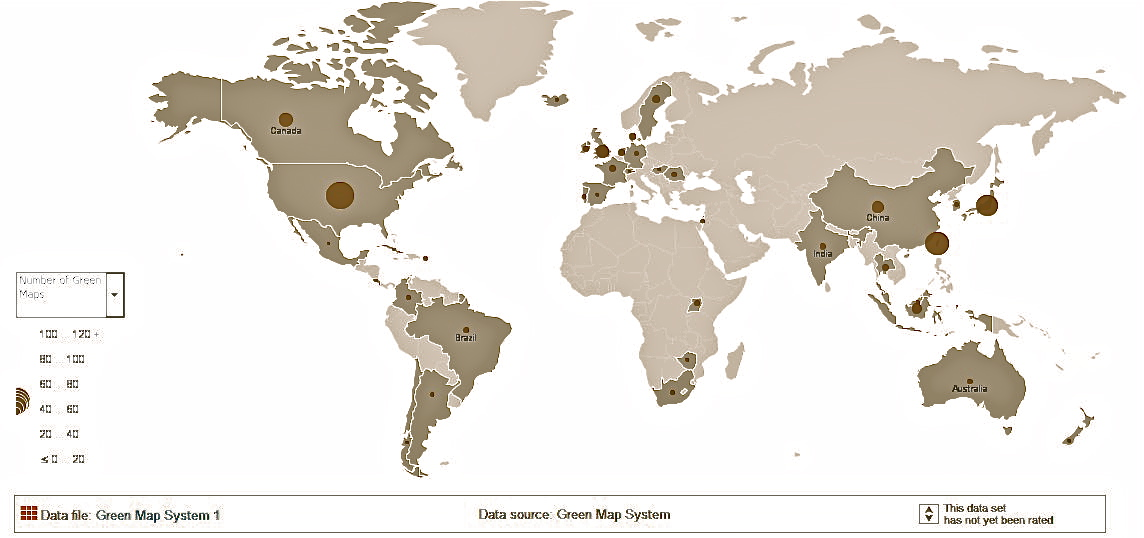 Canada
China
India
Brazil
Australia
Number of Green
Maps
100 .. 120 +
80 .. 100
60 .. 80
40 .. 60
20 .. 40
≤ 0 .. 20
Data file: Green Map System 1
Data source: Green Map System
This data set
has not yet been rated